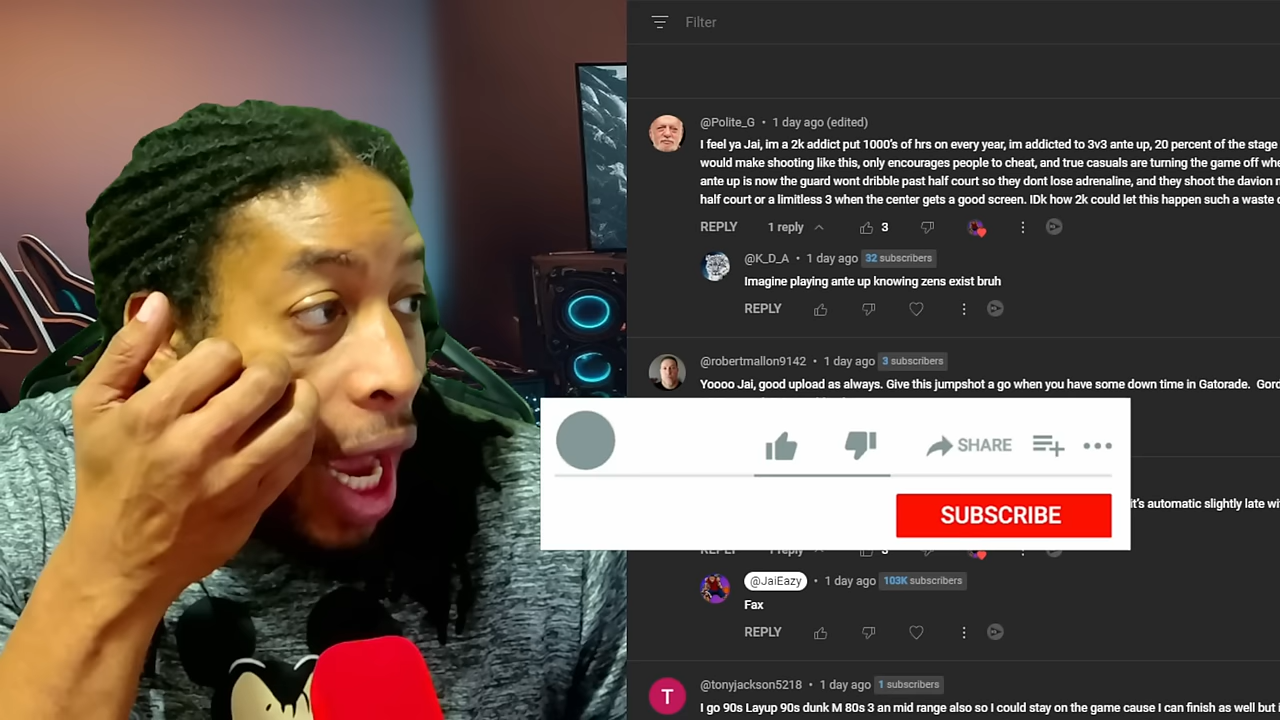 Filter
@Polite_G • 1 day ago (edited)
I feel ya Jai, im a 2k addict put 1000's of hrs on every year, im addicted to 3v3 ante up, 20 percent of the stage
would make shooting like this, only encourages people to cheat, and true casuals are turning the game off
ante up is now the guard wont dribble past half court so they dont lose adrenaline, and they shoot the davion
half court or a limitless 3 when the center gets a good screen. IDk how 2k could let this happen such a waste
REPLY 1 reply 3
@K_D_A • 1 day ago 32 subscribers
Imagine playing ante up knowing zens exist bruh
REPLY
@robertmallon9142 • 1 day ago 3 subscribers
Yoooo Jai, good upload as always. Give this jumpshot a go when you have some down time in Gatorade.
SHARE
it's automatic slightly late
SUBSCRIBE
REPLY 1 reply 3
@JaiEazy • 1 day ago 103K subscribers
Fax
REPLY
T
@tonyjackson5218 • 1 day ago 1 subscribers
I go 90s Layup 90s dunk M 80s 3 an mid range also so I could stay on the game cause I can finish as well but